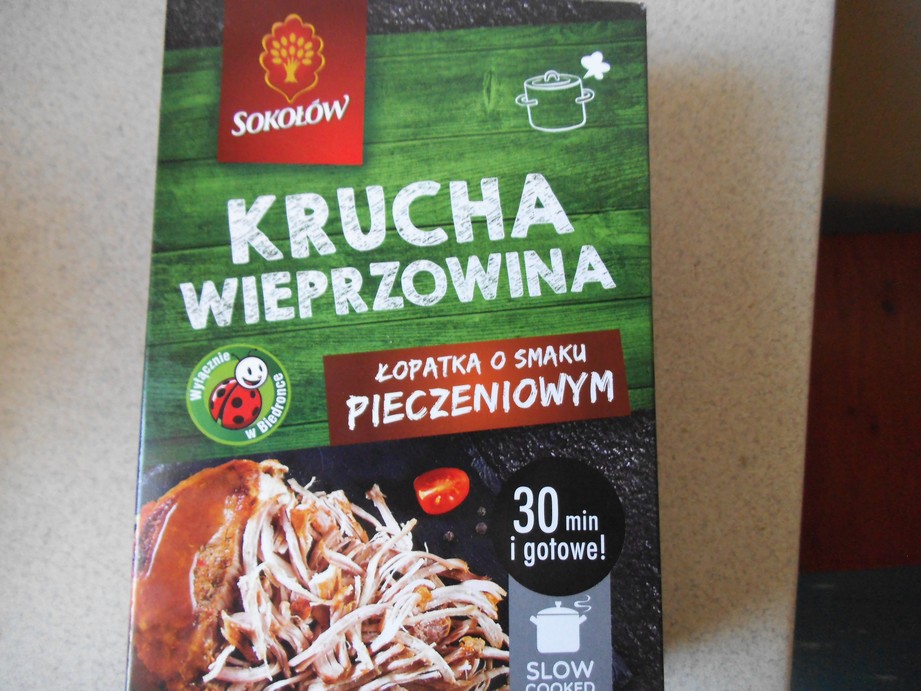 SOKOŁÓW
KRUCHA
WIEPRZOWINA
ŁOPATKA O SMAKU
PIECZENIOWYM
Wyłącznie
w Biedronce
30 min
i gotowe!
SLOW
COOKED